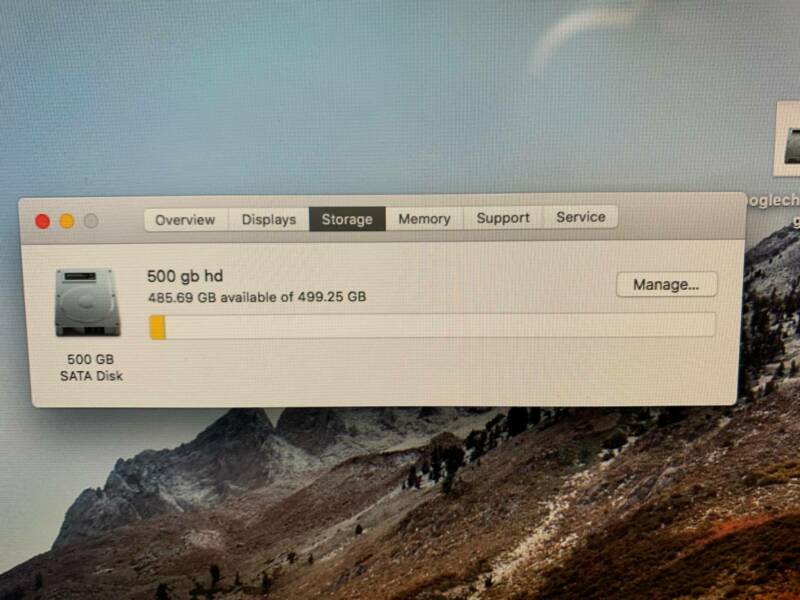 Overview Displays Storage Memory Support Service
500 gb hd
485.69 GB available of 499.25 GB
Manage...
500 GB
SATA Disk